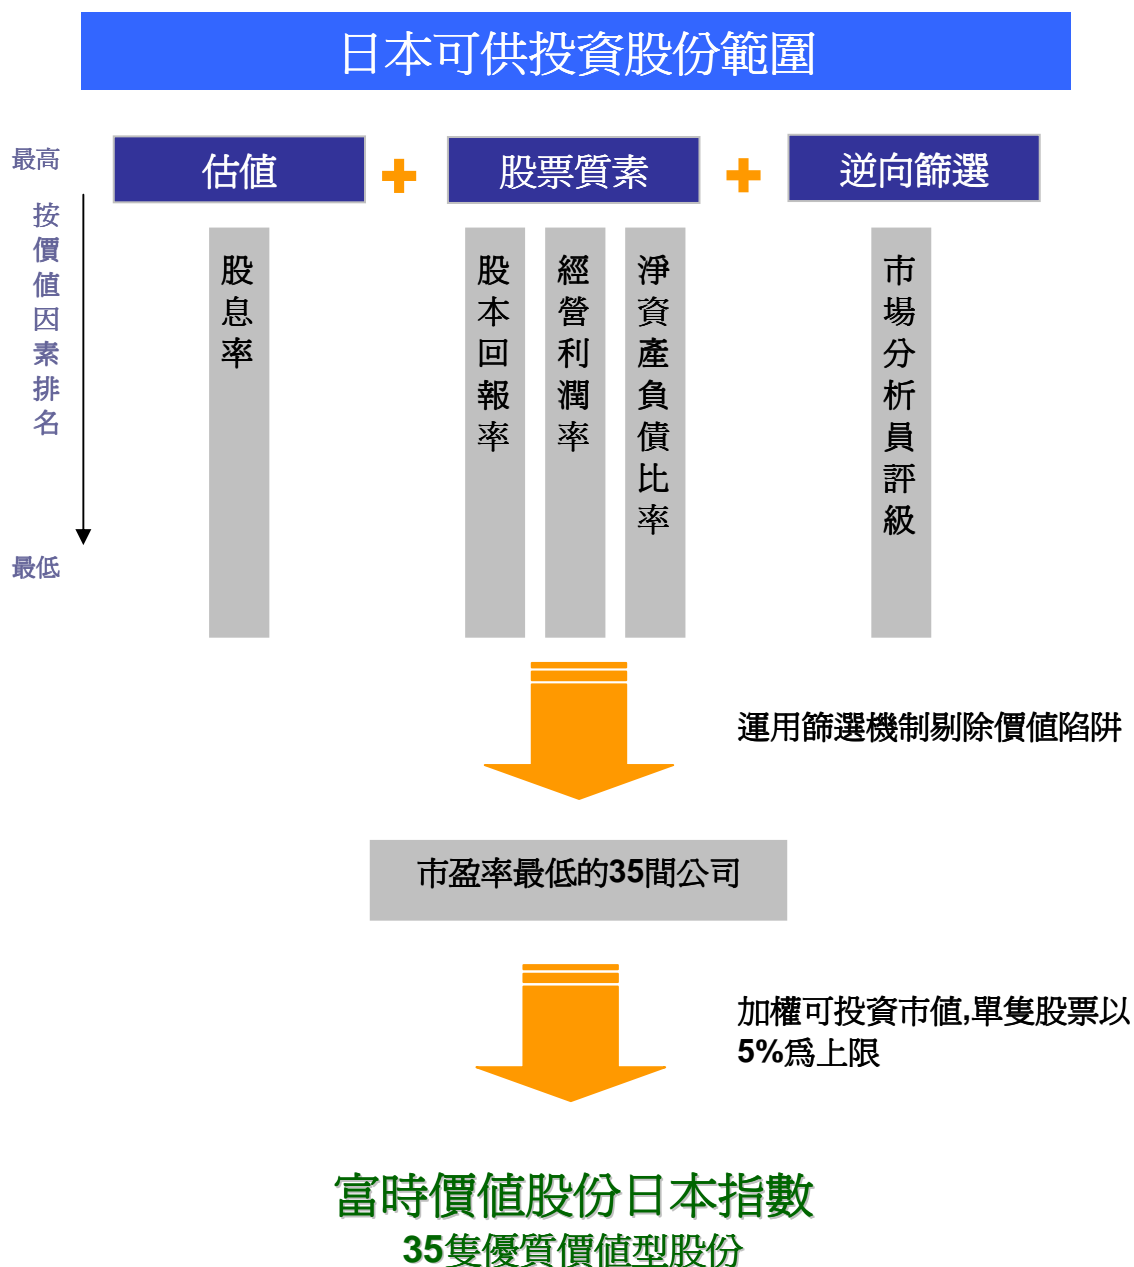 日本可供投資股份範圍
最高
估值
股票質素
逆向篩選
按價值因素排名
股息率
股本回報率
經營利潤率
淨資產負債比率
市場分析員評級
最低
運用篩選機制剔除價值陷阱
市盈率最低的35間公司
加權可投資市值,單隻股票以
5%爲上限
富時價值股份日本指數
35隻優質價值型股份